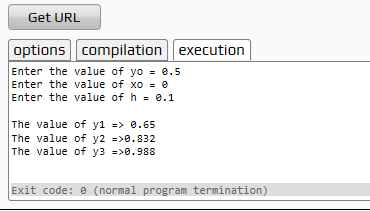 Get URL
options compilation execution
Enter the value of yo = 0.5
Enter the value of xo = 0
Enter the value of h = 0.1
The value of y1 => 0.65
The value of y2 =>0.832
The value of y3 =>0.988
Exit code: 0 (normal program termination)